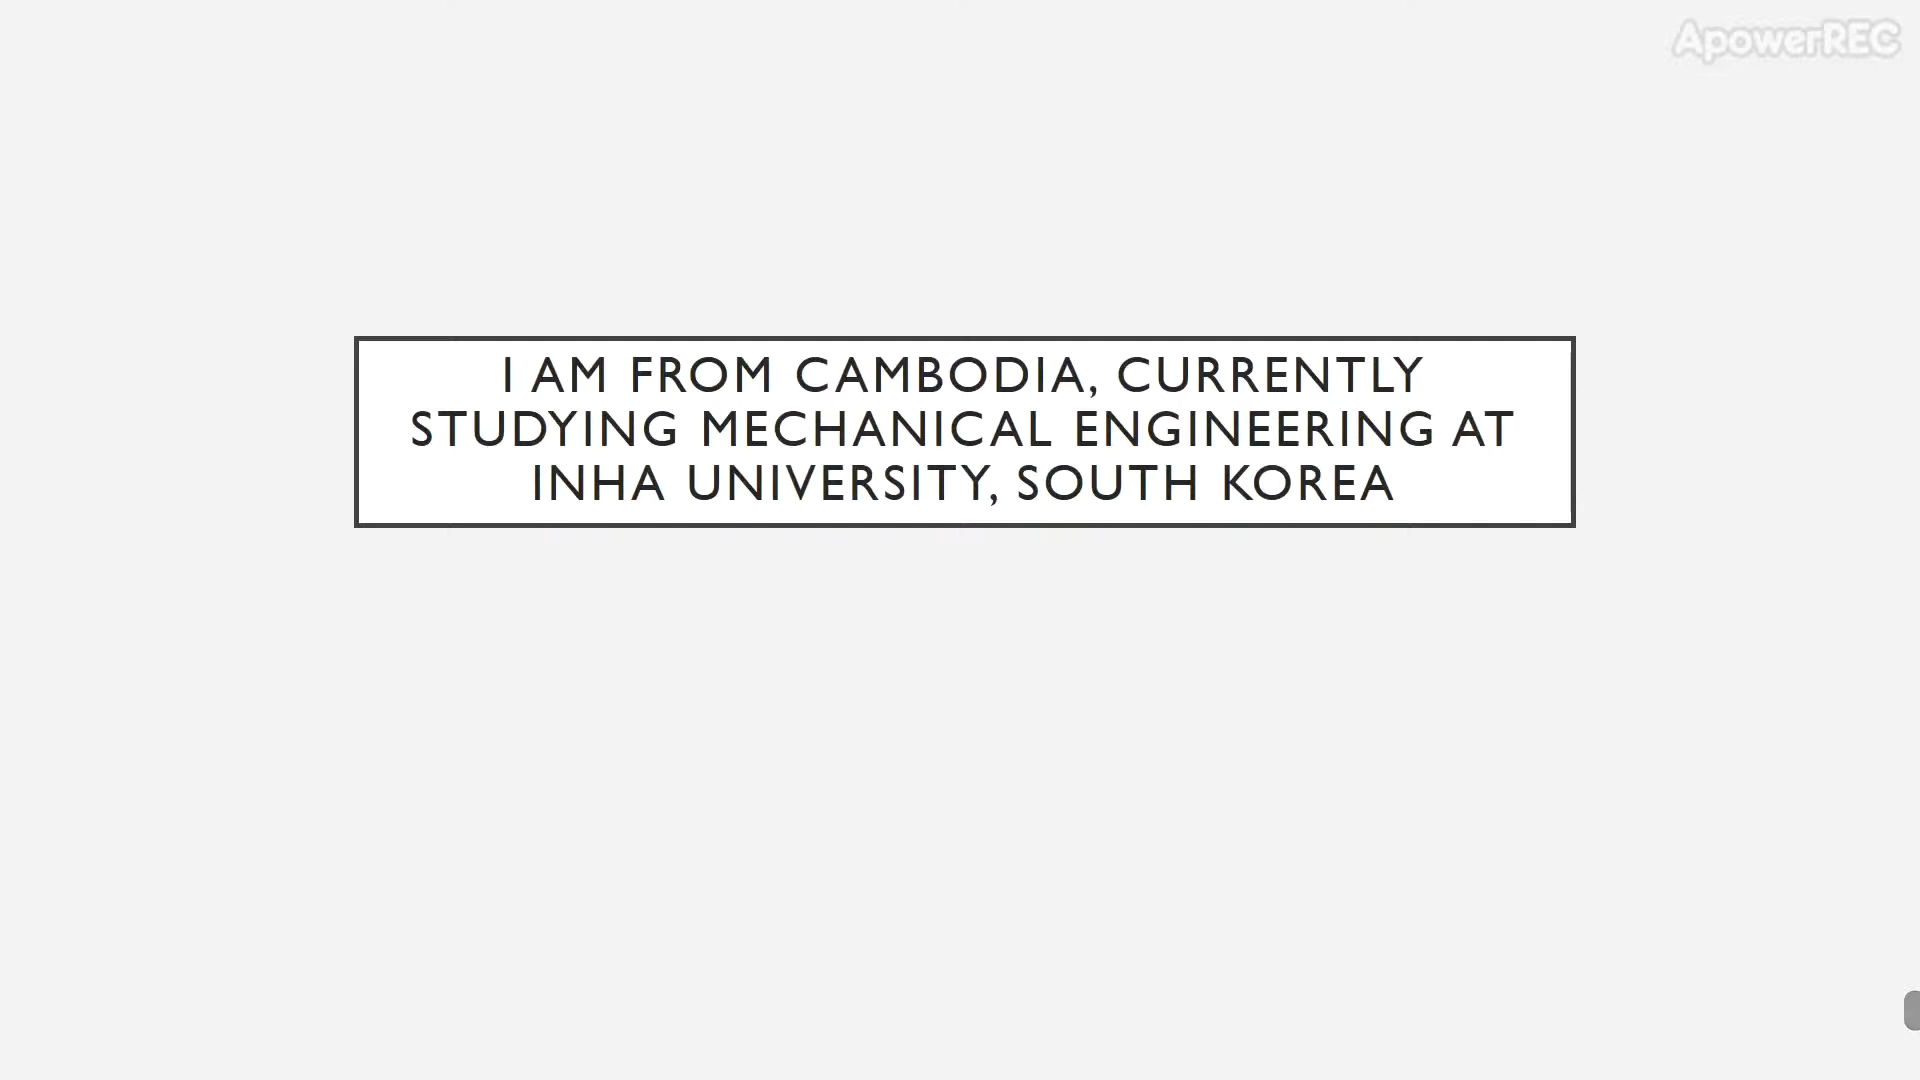 ApowerREC
I AM FROM CAMBODIA, CURRENTLY
STUDYING MECHANICAL ENGINEERING AT
INHA UNIVERSITY, SOUTH KOREA